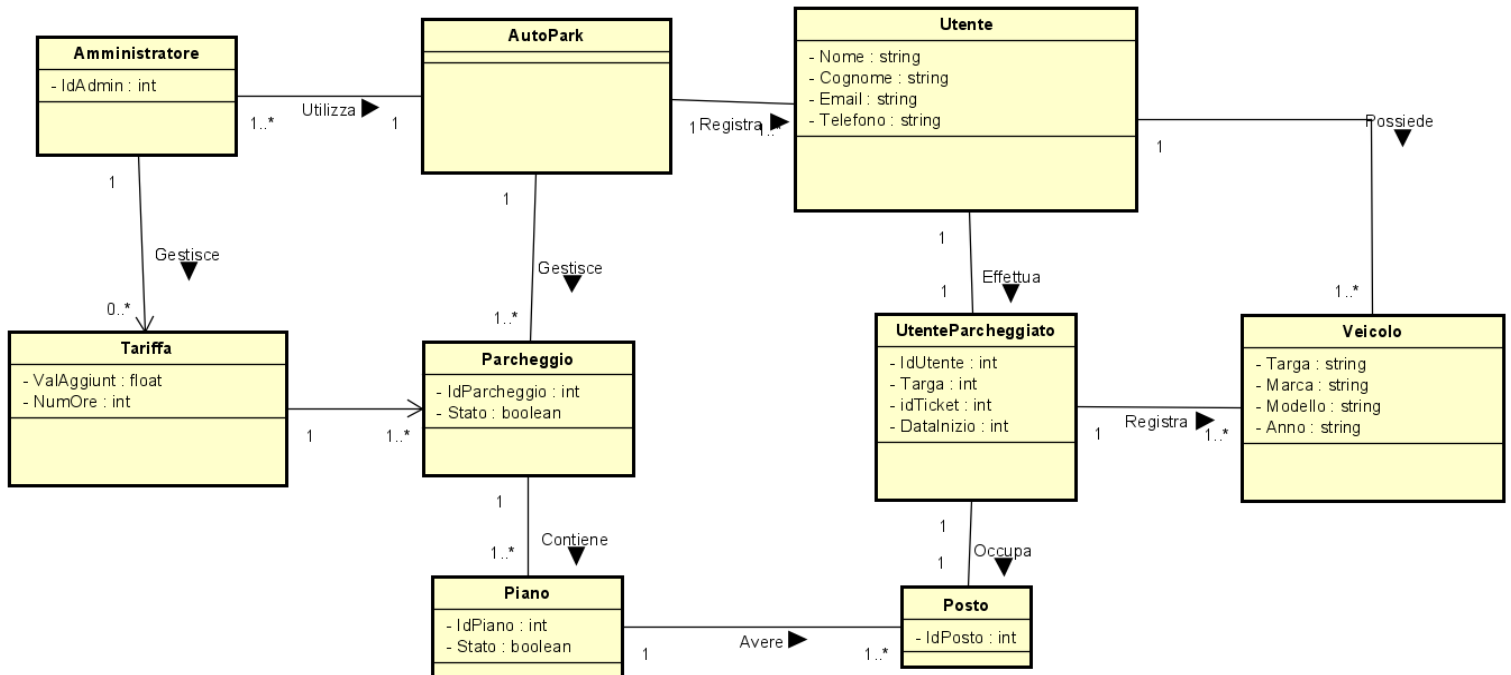 Amministratore
- IdAdmin : int
1..*
Utilizza
1
AutoPark
1
Registra
1..*
Utente
- Nome : string
- Cognome : string
- Email : string
- Telefono : string
1
Possiede
1..*
1
Gestisce
0..*
1
Gestisce
1..*
1
Effettua
1
Tariffa
- ValAggiunt : float
- NumOre : int
1
1..*
Parcheggio
- IdParcheggio : int
- Stato : boolean
UtenteParcheggiato
- IdUtente : int
- Targa : int
- idTicket : int
- DataInizio : int
1
Registra
1..*
Veicolo
- Targa : string
- Marca : string
- Modello : string
- Anno : string
1
Contiene
1..*
1
Occupa
1
Piano
- IdPiano : int
- Stato : boolean
1
Avere
1..*
Posto
- IdPosto : int